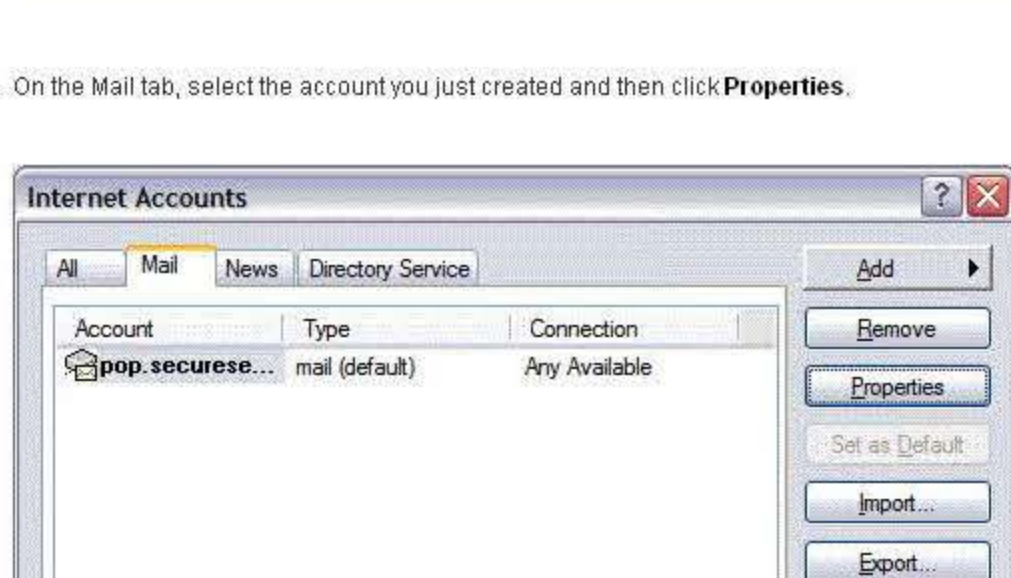 On the Mail tab, select the account you just created and then click Properties.
Internet Accounts
?
All Mail News Directory Service
Add
Account Type Connection
Remove
pop.securese... mail (default) Any Available
Properties
Set as Default
Import...
Export...